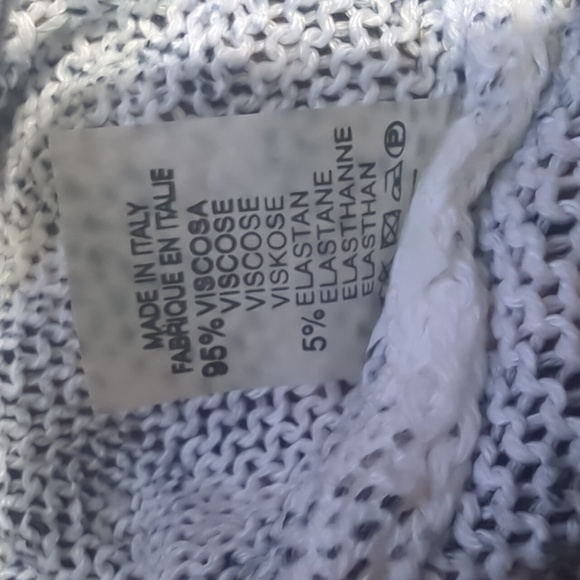 MADE IN ITALY
FABRIQUE EN ITALIE
95% VISCOSA
VISCOSE
VISCOSE
VISKOSE
5% ELASTAN
ELASTANE
ELASTHANNE
ELASTHAN
P